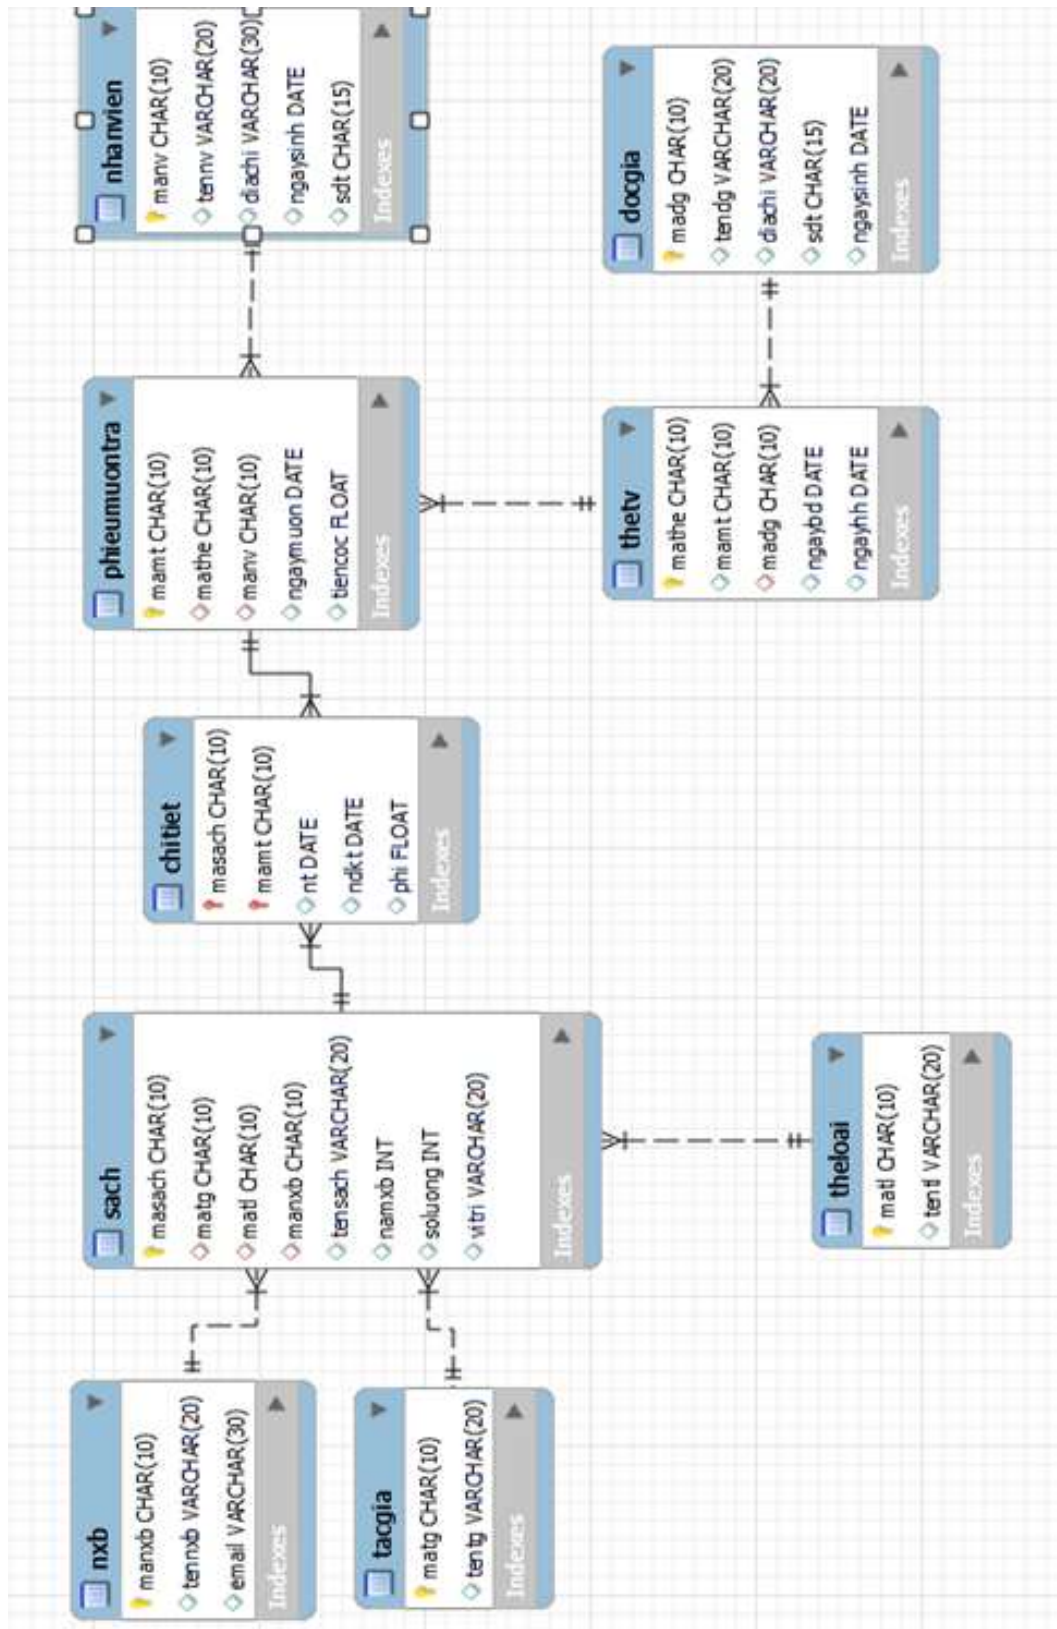 nxb
manxb CHAR(10)
tennxb VARCHAR(20)
email VARCHAR(30)
Indexes
tacgia
matg CHAR(10)
tentg VARCHAR(20)
Indexes
sach
masach CHAR(10)
matg CHAR(10)
matl CHAR(10)
manxb CHAR(10)
tensach VARCHAR(20)
namxb INT
soluong INT
vitri VARCHAR(20)
Indexes
theloai
matl CHAR(10)
tentl VARCHAR(20)
Indexes
chitiet
masach CHAR(10)
mamt CHAR(10)
nt DATE
ndkt DATE
phi FLOAT
Indexes
phieumuontra
mamt CHAR(10)
mathe CHAR(10)
manv CHAR(10)
ngaymuon DATE
tiencoc FLOAT
Indexes
thetv
mathe CHAR(10)
mamt CHAR(10)
madg CHAR(10)
ngaybd DATE
ngayhh DATE
Indexes
nhanvien
manv CHAR(10)
tennv VARCHAR(20)
diachi VARCHAR(30)
ngaysinh DATE
sdt CHAR(15)
Indexes
docgia
madg CHAR(10)
tendg VARCHAR(20)
diachi VARCHAR(20)
sdt CHAR(15)
ngaysinh DATE
Indexes